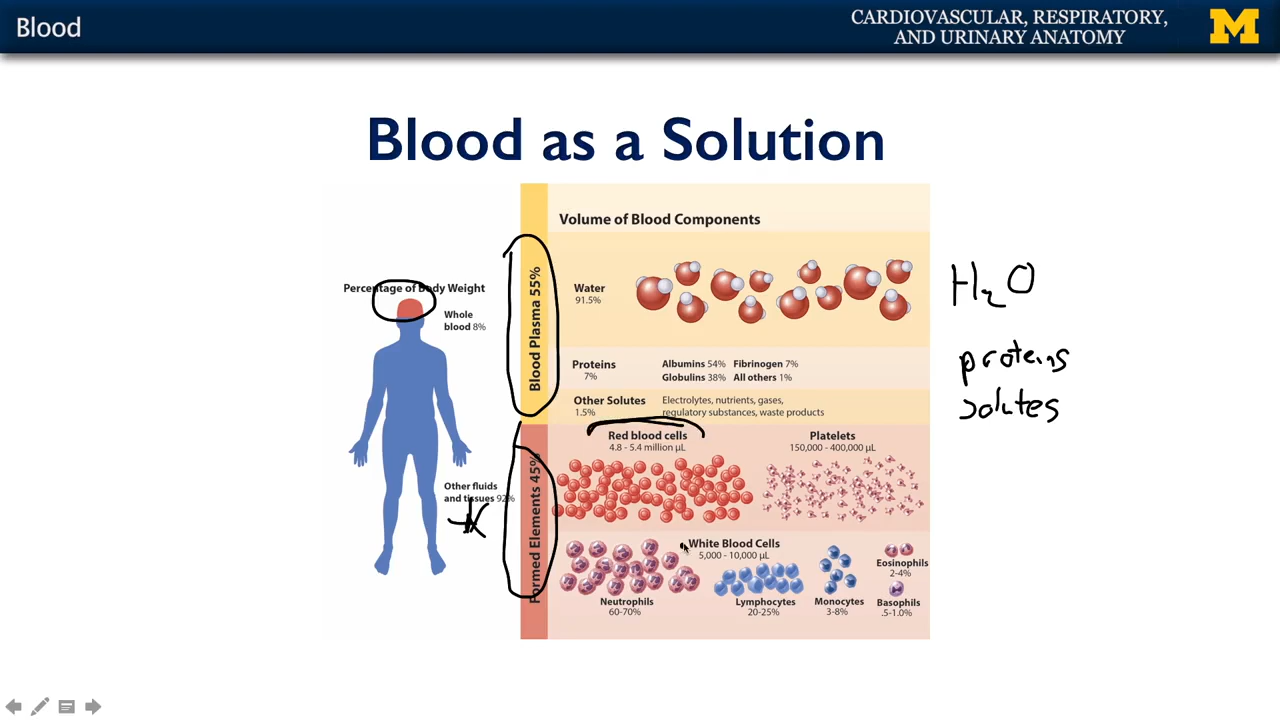 Blood
CARDIOVASCULAR, RESPIRATORY,
AND URINARY ANATOMY
M
Blood as a Solution
Volume of Blood Components
Percentage of Body Weight
Whole
blood 8%
Other fluids
and tissues 92%
Blood Plasma 55%
Formed Elements 45%
Water
91.5%
Proteins
7%
Albumins 54% Fibrinogen 7%
Globulins 38% All others 1%
Other Solutes
1.5%
Electrolytes, nutrients, gases,
regulatory substances, waste products
Red blood cells
4.8 - 5.4 million µL
Platelets
150,000 - 400,000 µL
White Blood Cells
5,000 - 10,000 µL
Neutrophils
60-70%
Lymphocytes
20-25%
Monocytes
3-8%
Eosinophils
2-4%
Basophils
.5-1.0%
H2O
proteins
solutes